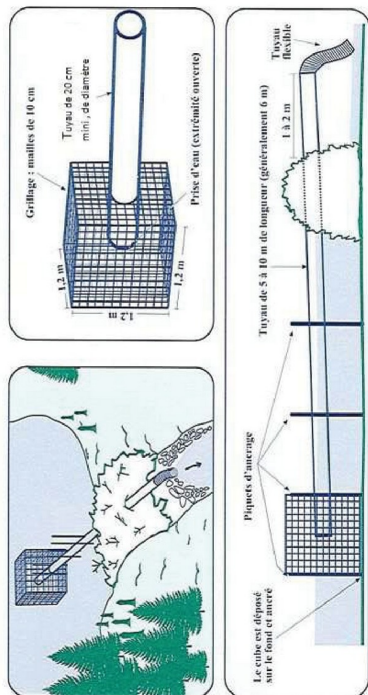 Grillage : mailles de 10 cm
Tuyau de 20 cm
mini, de diamètre
Prise d'eau (extrémité ouverte)
1,2 m
1,2 m
1,2 m
Tuyau
flexible
1 à 2 m
Tuyau de 5 à 10 m de longueur (généralement 6 m)
Piquets d'ancrage
Le cube est déposé
sur le fond et ancré